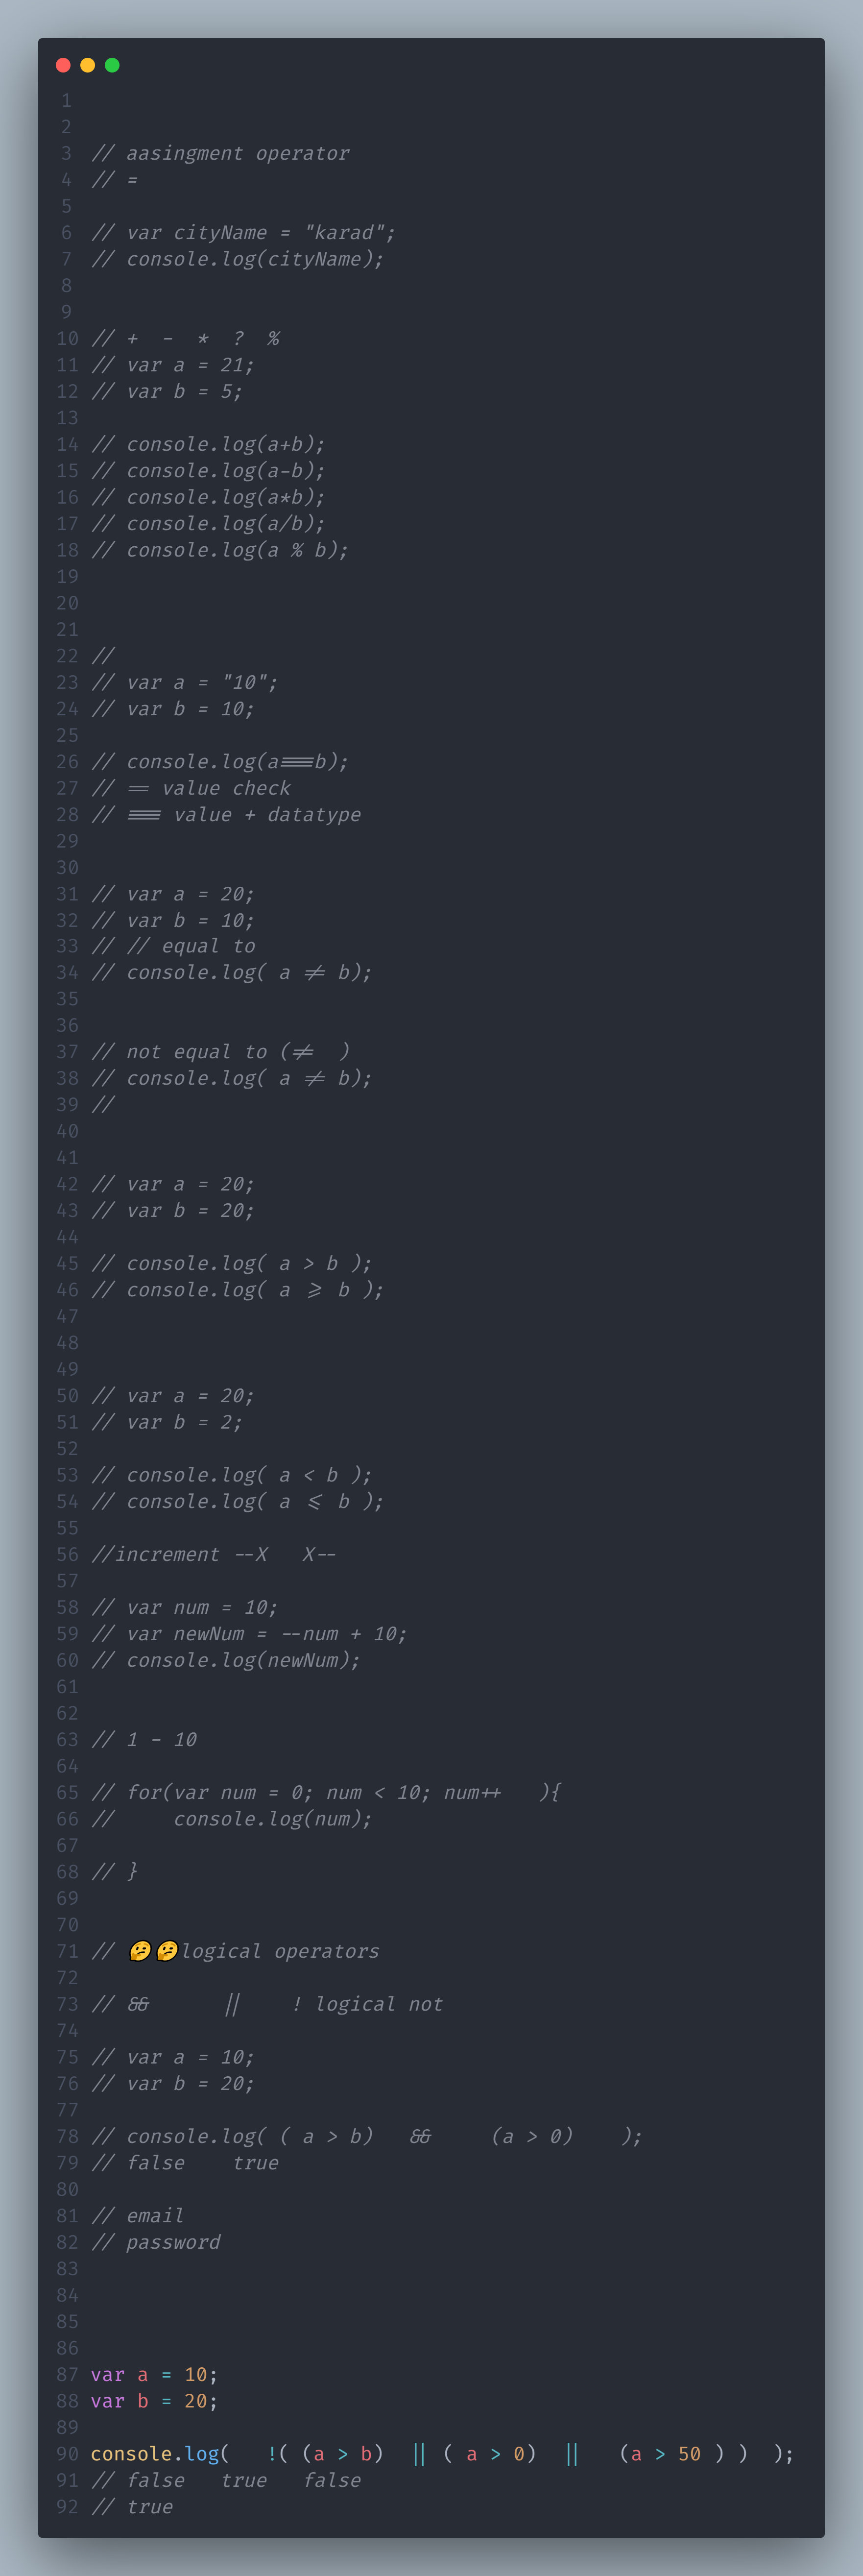 1
2
3 // aasingment operator
4 // =
5
6 // var cityName = "karad";
7 // console.log(cityName);
8
9
10 // +  -  *  ?  %
11 // var a = 21;
12 // var b = 5;
13
14 // console.log(a+b);
15 // console.log(a-b);
16 // console.log(a*b);
17 // console.log(a/b);
18 // console.log(a % b);
19
20
21
22 //
23 // var a = "10";
24 // var b = 10;
25
26 // console.log(a===b);
27 // == value check
28 // === value + datatype
29
30
31 // var a = 20;
32 // var b = 10;
33 // // equal to
34 // console.log( a != b);
35
36
37 // not equal to (!=  )
38 // console.log( a != b);
39 //
40
41
42 // var a = 20;
43 // var b = 20;
44
45 // console.log( a > b );
46 // console.log( a >= b );
47
48
49
50 // var a = 20;
51 // var b = 2;
52
53 // console.log( a < b );
54 // console.log( a <= b );
55
56 //increment --X   X--
57
58 // var num = 10;
59 // var newNum = --num + 10;
60 // console.log(newNum);
61
62
63 // 1 - 10
64
65 // for(var num = 0; num < 10; num++   ){
66 //     console.log(num);
67
68 // }
69
70
71 // 🤔🤔logical operators
72
73 // &&      ||    ! logical not
74
75 // var a = 10;
76 // var b = 20;
77
78 // console.log( ( a > b)   &&     (a > 0)    );
79 // false    true
80
81 // email
82 // password
83
84
85
86
87 var a = 10;
88 var b = 20;
89
90 console.log(   !( (a > b)  || ( a > 0)  ||   (a > 50 ) )  );
91 // false   true   false
92 // true